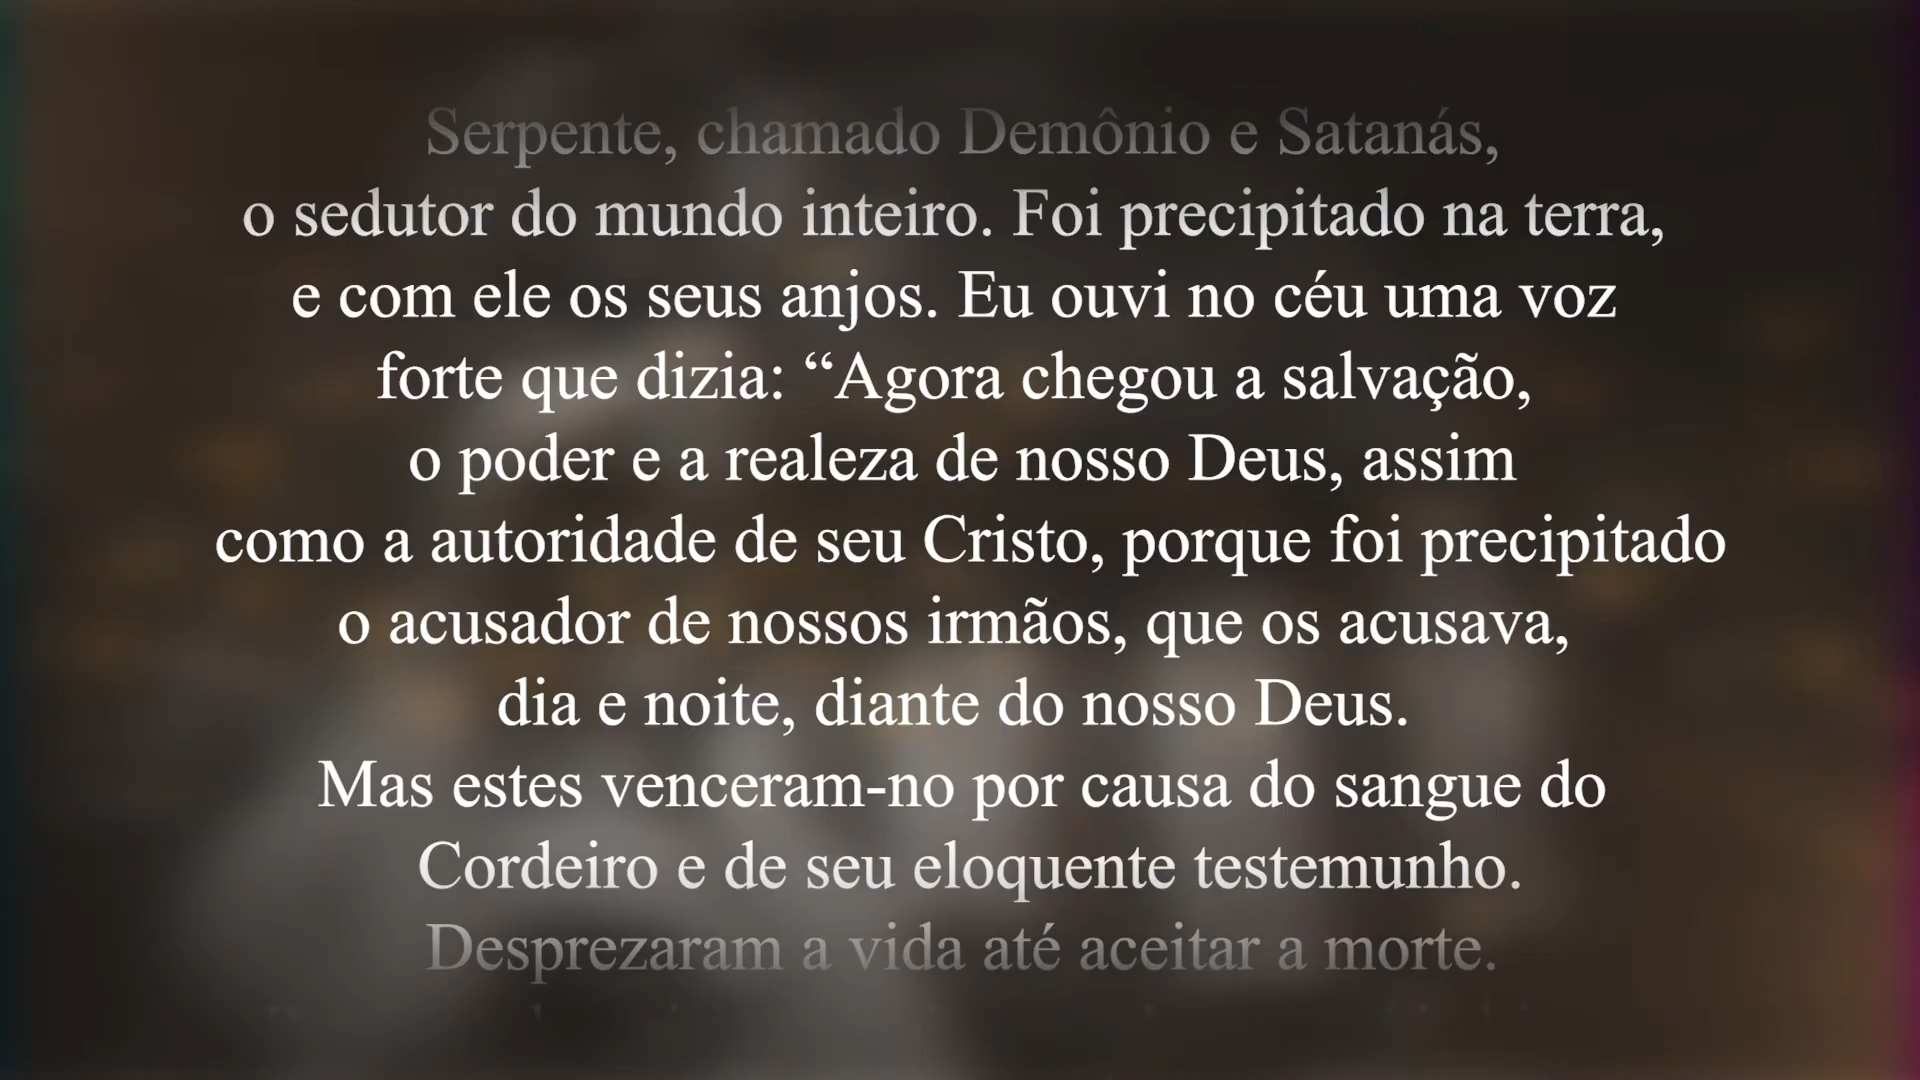 Serpente, chamado Demônio e Satanás,
o sedutor do mundo inteiro. Foi precipitado na terra,
e com ele os seus anjos. Eu ouvi no céu uma voz
forte que dizia: “Agora chegou a salvação,
o poder e a realeza de nosso Deus, assim
como a autoridade de seu Cristo, porque foi precipitado
o acusador de nossos irmãos, que os acusava,
dia e noite, diante do nosso Deus.
Mas estes venceram-no por causa do sangue do
Cordeiro e de seu eloquente testemunho.
Desprezaram a vida até aceitar a morte.